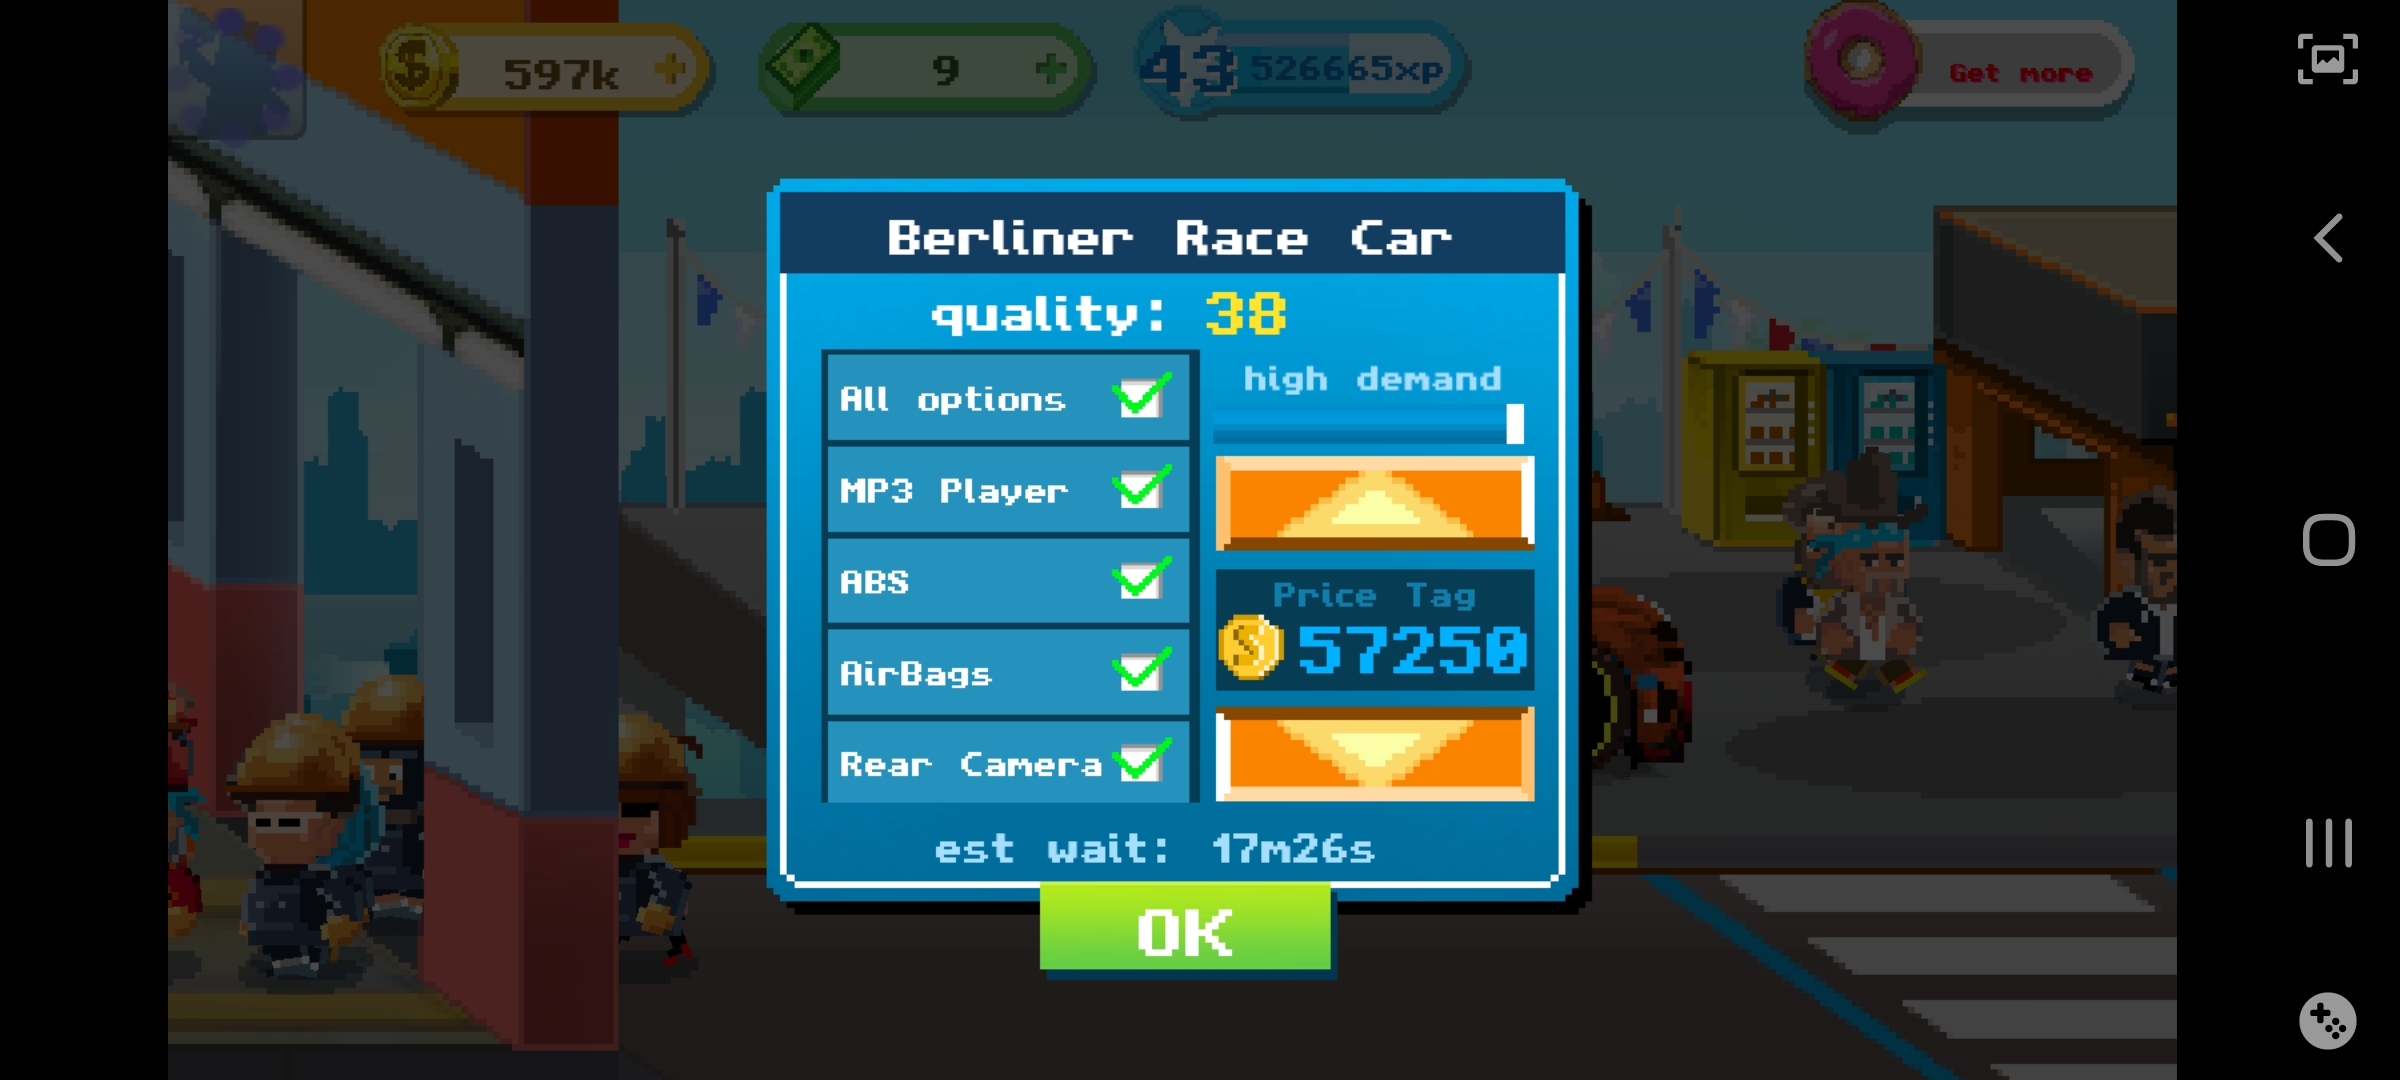 597k
9
43 526665xp
Get more
Berliner Race Car
quality: 38
All options
high demand
MP3 Player
ABS
Price Tag
57250
AirBags
Rear Camera
est wait: 17m26s
OK